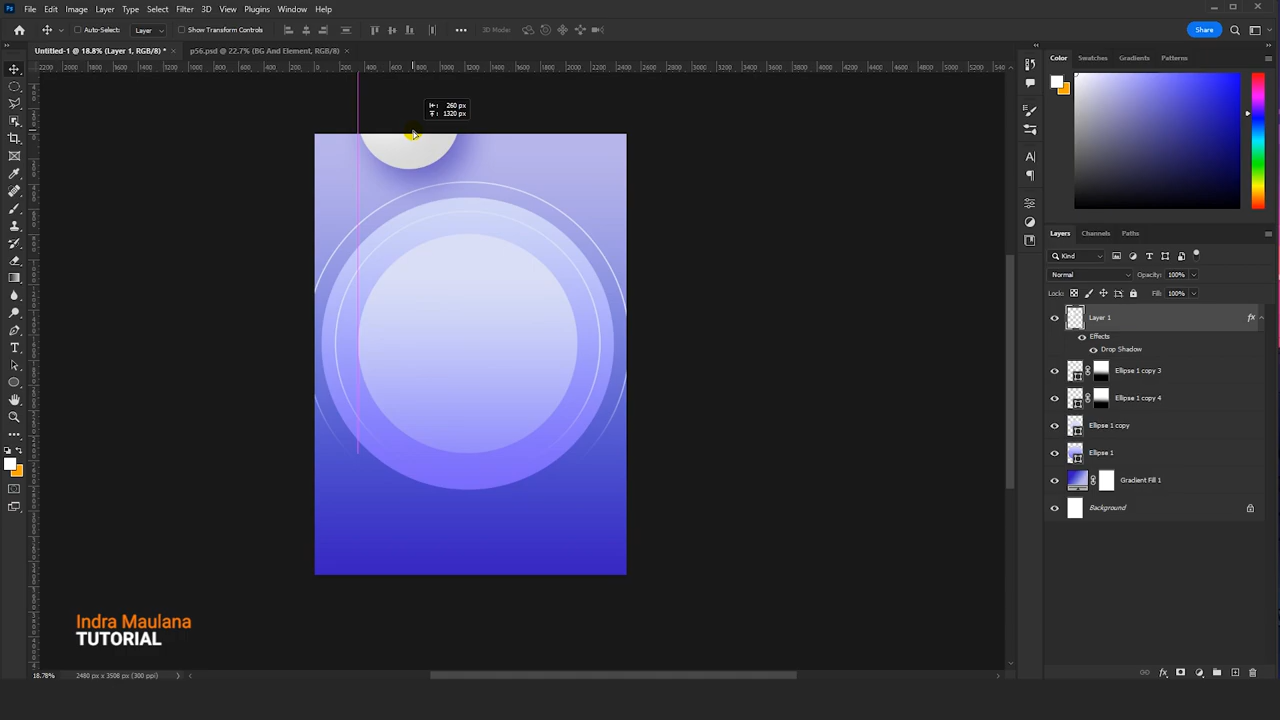 Ps File Edit Image Layer Type Select Filter 3D View Plugins Window Help
Auto-Select: Layer Show Transform Controls 3D Mode: Share
Untitled-1 @ 18.8% (Layer 1, RGB/8) * × p56.psd @ 22.7% (BG And Element, RGB/8) ×
260 px
1320 px
Color Swatches Gradients Patterns
Layers Channels Paths
Kind
Normal Opacity: 100%
Lock: Fill: 100%
Layer 1 fx
Effects
Drop Shadow
Ellipse 1 copy 3
Ellipse 1 copy 4
Ellipse 1 copy
Ellipse 1
Gradient Fill 1
Background
Indra Maulana
TUTORIAL
18.78% 2480 px x 3508 px (300 ppi)